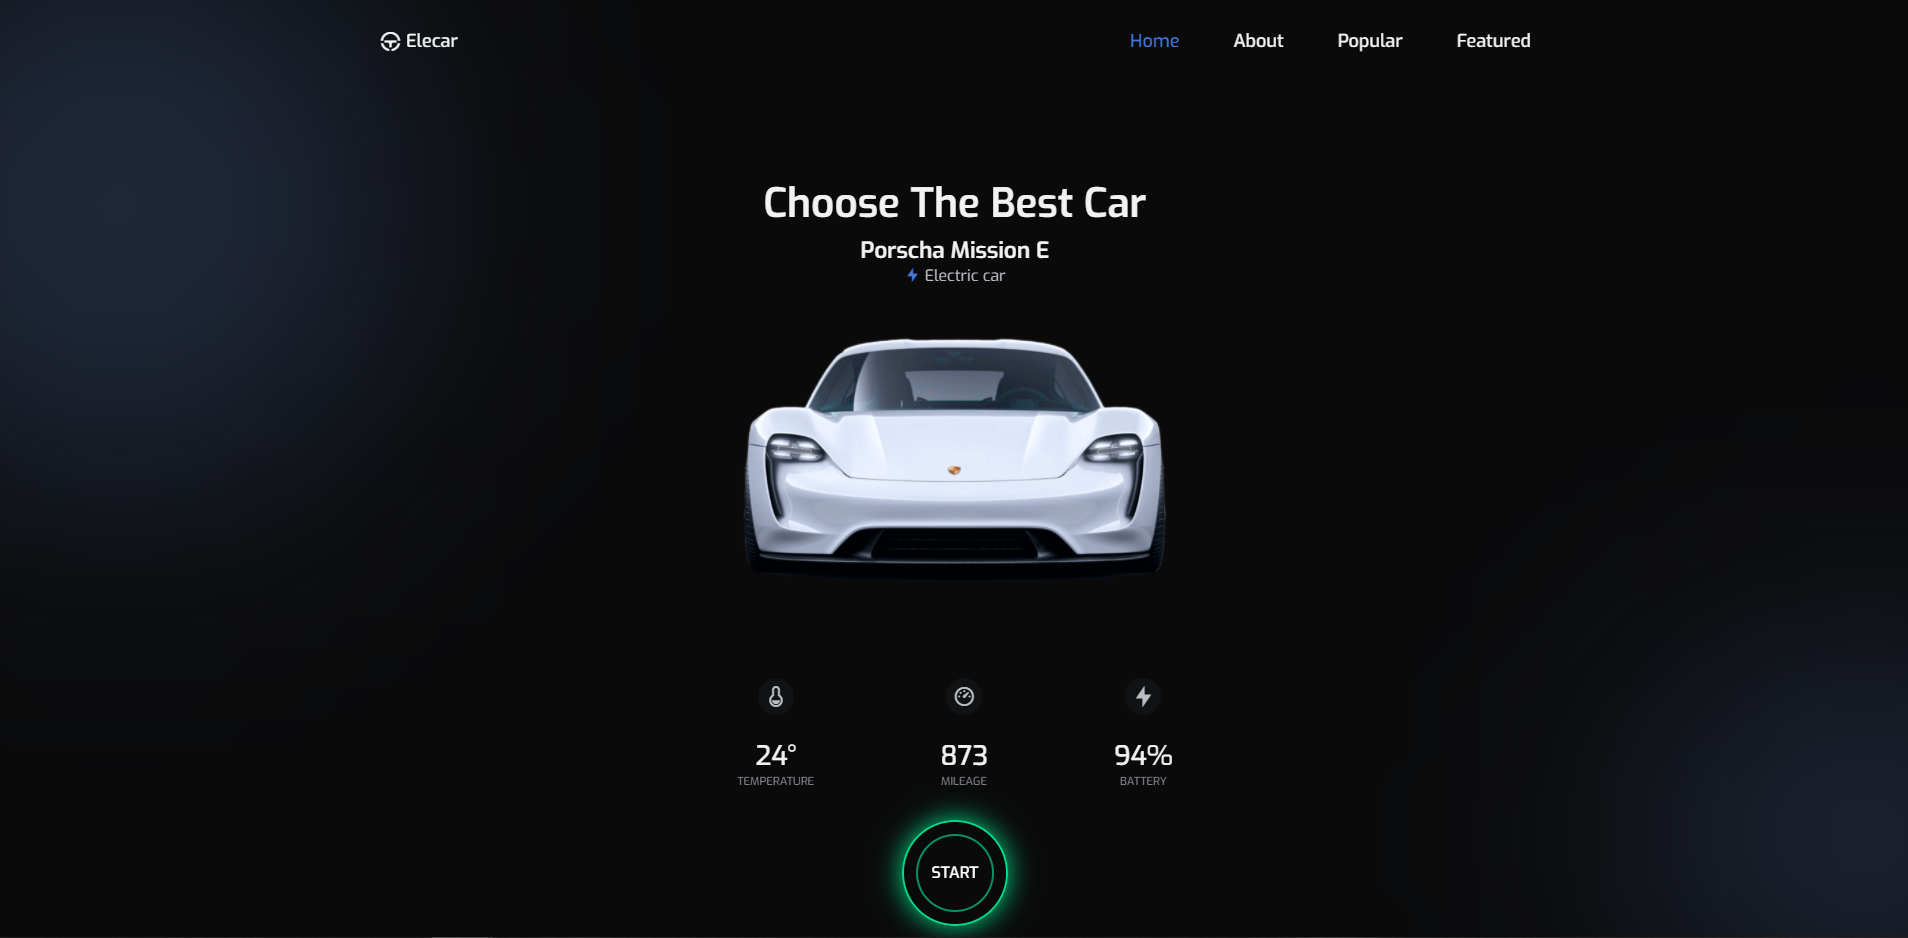 Elecar
Home About Popular Featured
Choose The Best Car
Porscha Mission E
Electric car
24° 873 94%
TEMPERATURE MILEAGE BATTERY
START